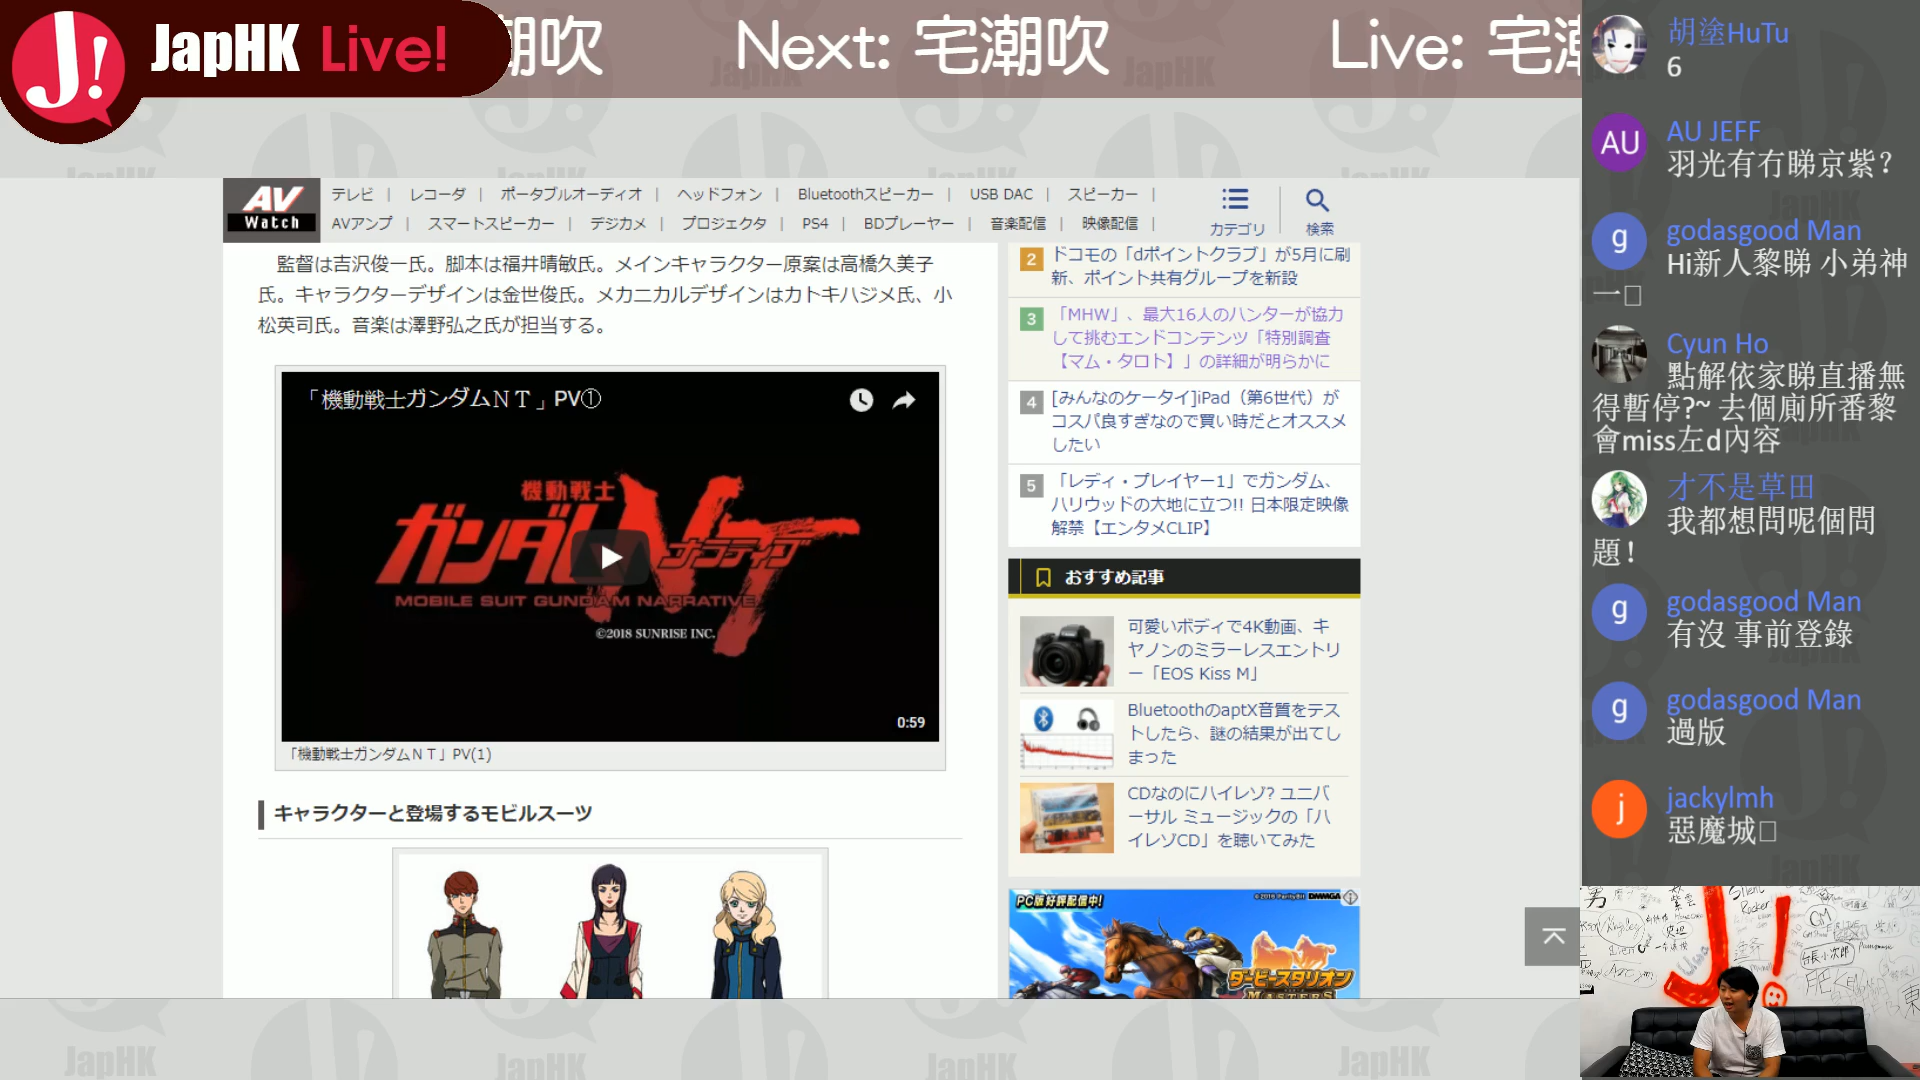 J! JapHK Live!
潮吹 Next: 宅潮吹 Live: 宅
AV Watch
テレビ | レコーダ | ポータブルオーディオ | ヘッドフォン | Bluetoothスピーカー | USB DAC | スピーカー |
AVアンプ | スマートスピーカー | デジカメ | プロジェクタ | PS4 | BDプレーヤー | 音楽配信 | 映像配信 |
カテゴリ
検索
監督は吉沢俊一氏。脚本は福井晴敏氏。メインキャラクター原案は高橋久美子
氏。キャラクターデザインは金世俊氏。メカニカルデザインはカトキハジメ氏、小
松英司氏。音楽は澤野弘之氏が担当する。
「機動戦士ガンダムＮＴ」PV①
機動戦士
ガンダムNT
ナラティブ
MOBILE SUIT GUNDAM NARRATIVE
©2018 SUNRISE INC.
0:59
「機動戦士ガンダムＮＴ」PV(1)
キャラクターと登場するモビルスーツ
2 ドコモの「dポイントクラブ」が5月に刷
新、ポイント共有グループを新設
3 「MHW」、最大16人のハンターが協力
して挑むエンドコンテンツ「特別調査
【マム・タロト】」の詳細が明らかに
4 [みんなのケータイ]iPad（第6世代）が
コスパ良すぎなので買い時だとオススメ
したい
5 「レディ・プレイヤー1」でガンダム、
ハリウッドの大地に立つ!! 日本限定映像
解禁【エンタメCLIP】
おすすめ記事
可愛いボディで4K動画、キ
ヤノンのミラーレスエントリ
ー「EOS Kiss M」
BluetoothのaptX音質をテス
トしたら、謎の結果が出てし
まった
CDなのにハイレゾ? ユニバ
ーサル ミュージックの「ハ
イレゾCD」を聴いてみた
PC版好評配信中!
DMMGAMES
ダービースタリオン
MASTERS
胡塗HuTu
6
AU
AU JEFF
羽光有冇睇京紫？
g
godasgood Man
Hi新人黎睇 小弟神
一
Cyun Ho
點解依家睇直播無
得暫停?~ 去個廁所番黎
會miss左d內容
才不是草田
我都想問呢個問
題！
g
godasgood Man
有沒 事前登錄
g
godasgood Man
過版
j
jackylmh
惡魔城
J!
JapHK
JapHK
JapHK
JapHK